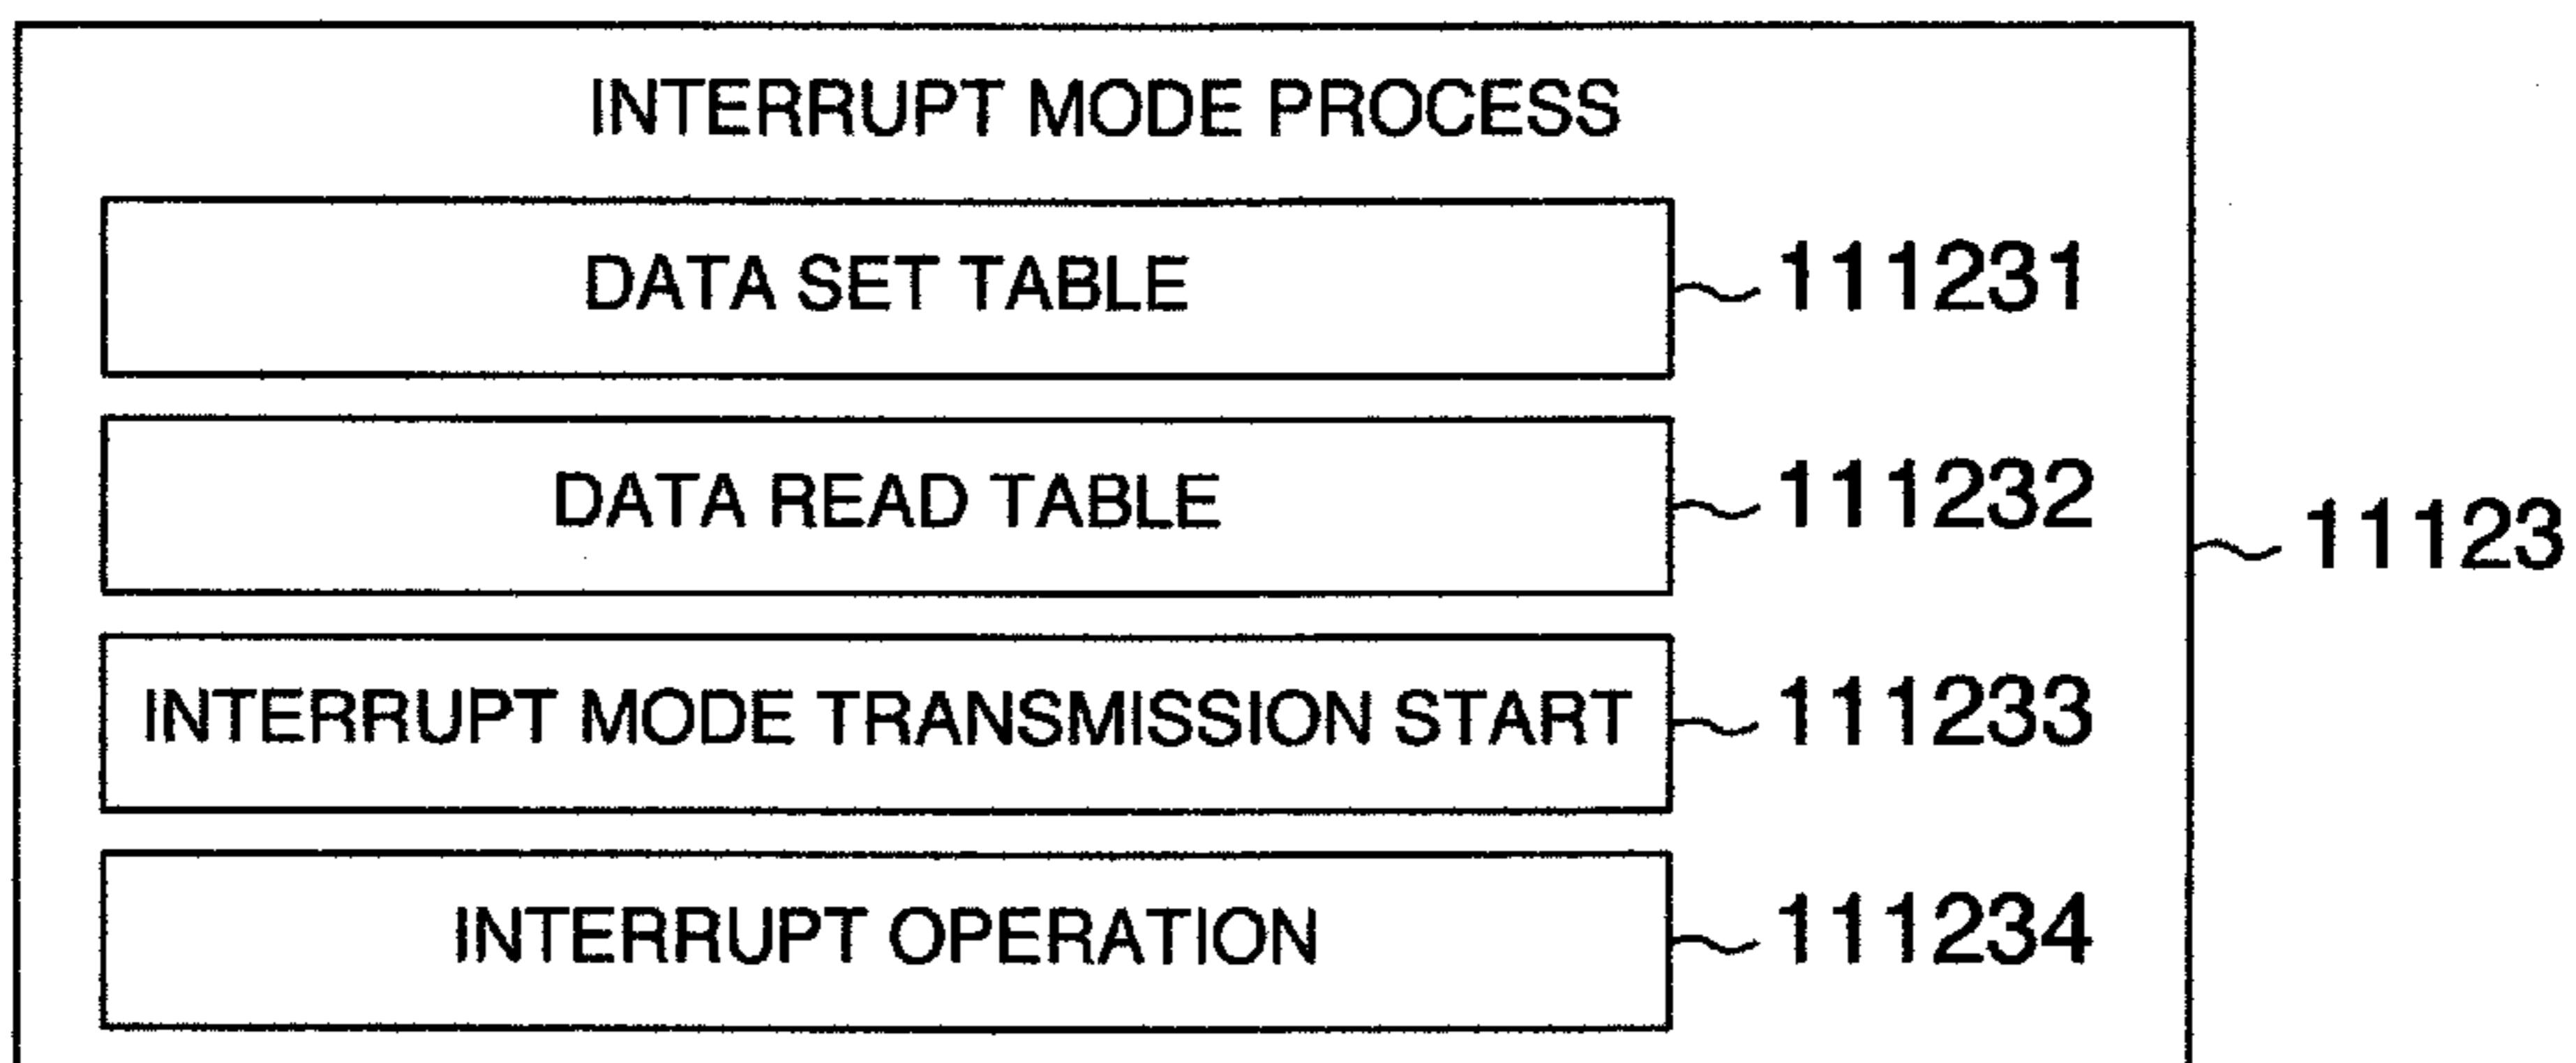 INTERRUPT MODE PROCESS
DATA SET TABLE 111231
DATA READ TABLE 111232
11123
INTERRUPT MODE TRANSMISSION START 111233
INTERRUPT OPERATION 111234